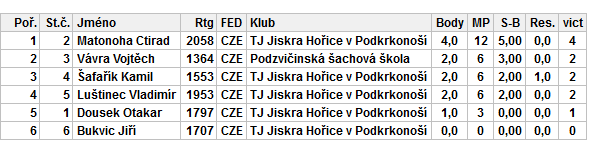 Poř. St.č. Jméno Rtg FED Klub Body MP S-B Res. vict
1 2 Matonoha Ctirad 2058 CZE TJ Jiskra Hořice v Podkrkonoší 4,0 12 5,00 0,0 4
2 3 Vávra Vojtěch 1364 CZE Podzvičinská šachová škola 2,0 6 3,00 0,0 2
3 4 Šafařík Kamil 1553 CZE TJ Jiskra Hořice v Podkrkonoší 2,0 6 2,00 1,0 2
4 5 Luštinec Vladimír 1953 CZE TJ Jiskra Hořice v Podkrkonoší 2,0 6 2,00 0,0 2
5 1 Dousek Otakar 1797 CZE TJ Jiskra Hořice v Podkrkonoší 1,0 3 0,00 0,0 1
6 6 Bukvic Jiří 1707 CZE TJ Jiskra Hořice v Podkrkonoší 0,0 0 0,00 0,0 0